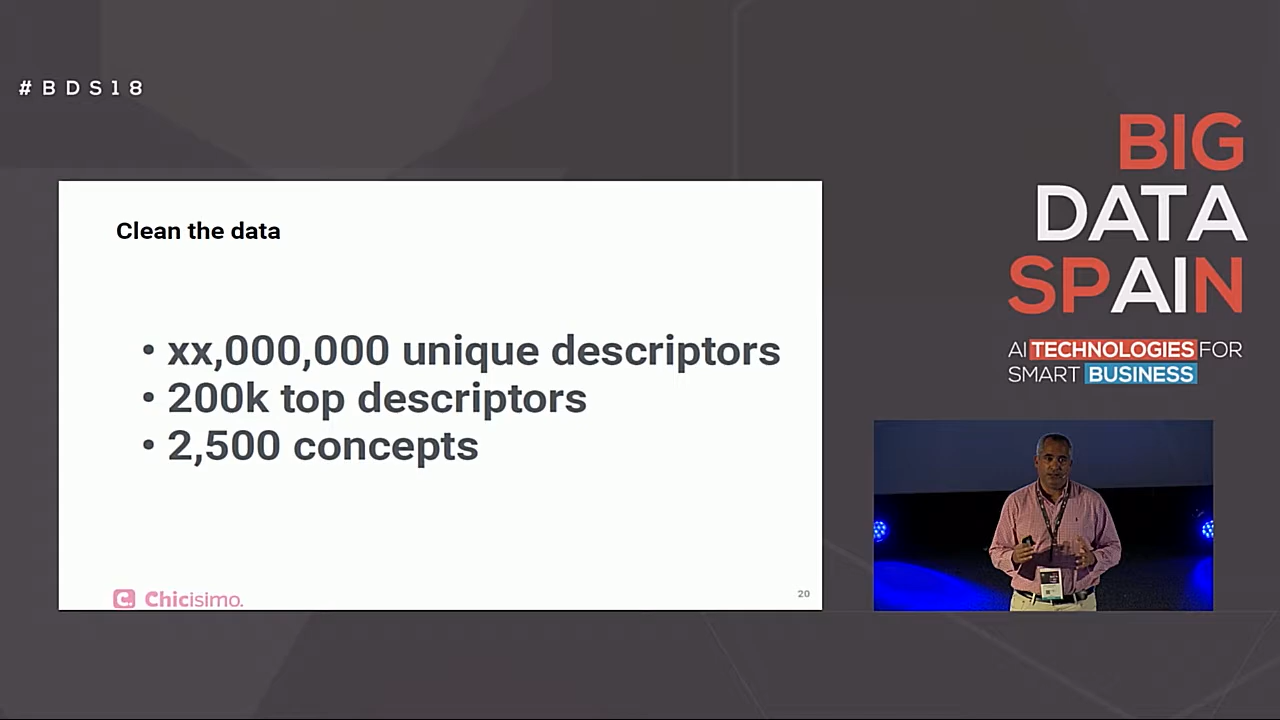 #BDS18
BIG
DATA
SPAIN
AI TECHNOLOGIES FOR
SMART BUSINESS
Clean the data
• xx,000,000 unique descriptors
• 200k top descriptors
• 2,500 concepts
C Chicisimo.
20